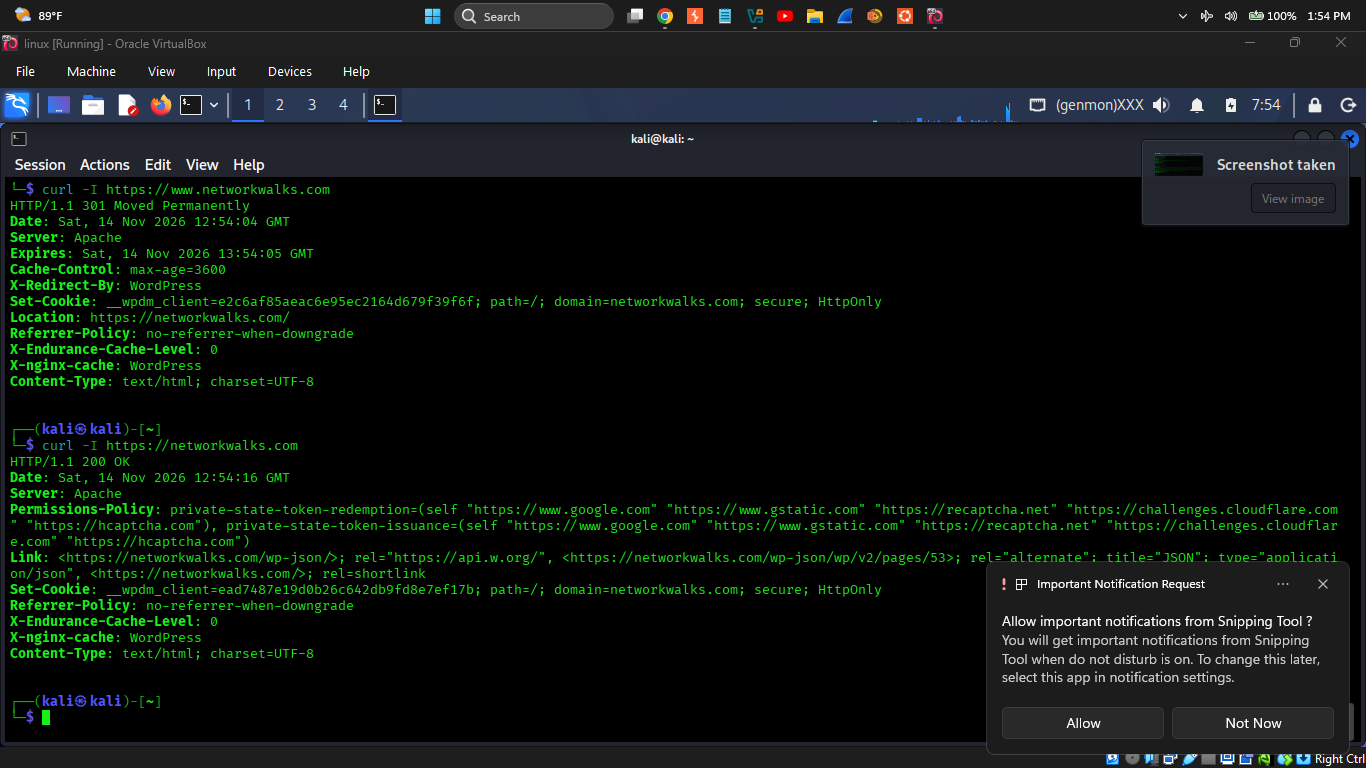 89°F
Search
100% 1:54 PM
linux [Running] - Oracle VirtualBox
File Machine View Input Devices Help
1 2 3 4
(genmon)XXX 7:54
kali@kali: ~
Session Actions Edit View Help
Screenshot taken
View image
└─$ curl -I https://www.networkwalks.com
HTTP/1.1 301 Moved Permanently
Date: Sat, 14 Nov 2026 12:54:04 GMT
Server: Apache
Expires: Sat, 14 Nov 2026 13:54:05 GMT
Cache-Control: max-age=3600
X-Redirect-By: WordPress
Set-Cookie: __wpdm_client=e2c6af85aeac6e95ec2164d679f39f6f; path=/; domain=networkwalks.com; secure; HttpOnly
Location: https://networkwalks.com/
Referrer-Policy: no-referrer-when-downgrade
X-Endurance-Cache-Level: 0
X-nginx-cache: WordPress
Content-Type: text/html; charset=UTF-8
┌──(kali㉿kali)-[~]
└─$ curl -I https://networkwalks.com
HTTP/1.1 200 OK
Date: Sat, 14 Nov 2026 12:54:16 GMT
Server: Apache
Permissions-Policy: private-state-token-redemption=(self "https://www.google.com" "https://www.gstatic.com" "https://recaptcha.net" "https://challenges.cloudflare.com
" "https://hcaptcha.com"), private-state-token-issuance=(self "https://www.google.com" "https://www.gstatic.com" "https://recaptcha.net" "https://challenges.cloudflar
e.com" "https://hcaptcha.com")
Link: <https://networkwalks.com/wp-json/>; rel="https://api.w.org/", <https://networkwalks.com/wp-json/wp/v2/pages/53>; rel="alternate"; title="JSON"; type="applicati
on/json", <https://networkwalks.com/>; rel=shortlink
Set-Cookie: __wpdm_client=ead7487e19d0b26c642db9fd8e7ef17b; path=/; domain=networkwalks.com; secure; HttpOnly
Referrer-Policy: no-referrer-when-downgrade
X-Endurance-Cache-Level: 0
X-nginx-cache: WordPress
Content-Type: text/html; charset=UTF-8
┌──(kali㉿kali)-[~]
└─$
Important Notification Request
Allow important notifications from Snipping Tool ?
You will get important notifications from Snipping
Tool when do not disturb is on. To change this later,
select this app in notification settings.
Allow Not Now
Right Ctrl